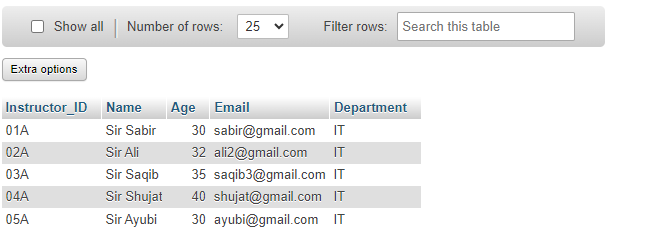 Show all Number of rows: 25 Filter rows: Search this table
Extra options
Instructor_ID Name Age Email Department
01A Sir Sabir 30 sabir@gmail.com IT
02A Sir Ali 32 ali2@gmail.com IT
03A Sir Saqib 35 saqib3@gmail.com IT
04A Sir Shujat 40 shujat@gmail.com IT
05A Sir Ayubi 30 ayubi@gmail.com IT